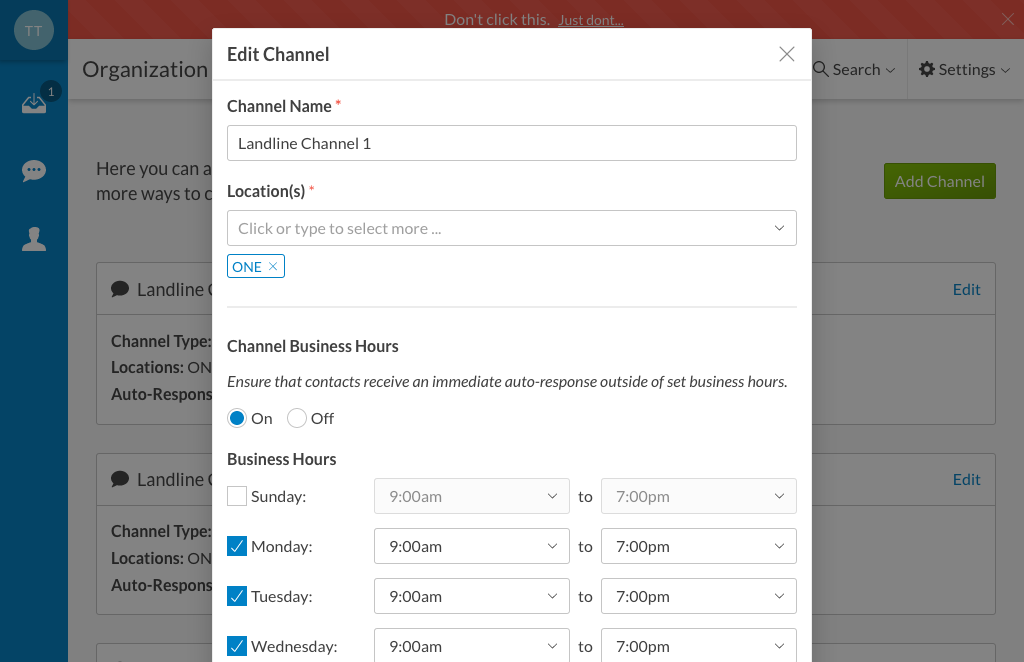 TT
Don't click this. Just dont...
Edit Channel
Organization
Search
Settings
1
Channel Name *
Landline Channel 1
Here you can a
more ways to c
Add Channel
Location(s) *
Click or type to select more ...
ONE
Landline
Edit
Channel Type:
Locations: ON
Auto-Respons
Channel Business Hours
Ensure that contacts receive an immediate auto-response outside of set business hours.
On Off
Business Hours
Landline
Edit
Channel Type:
Locations: ON
Auto-Respons
Sunday: 9:00am to 7:00pm
Monday: 9:00am to 7:00pm
Tuesday: 9:00am to 7:00pm
Wednesday: 9:00am to 7:00pm